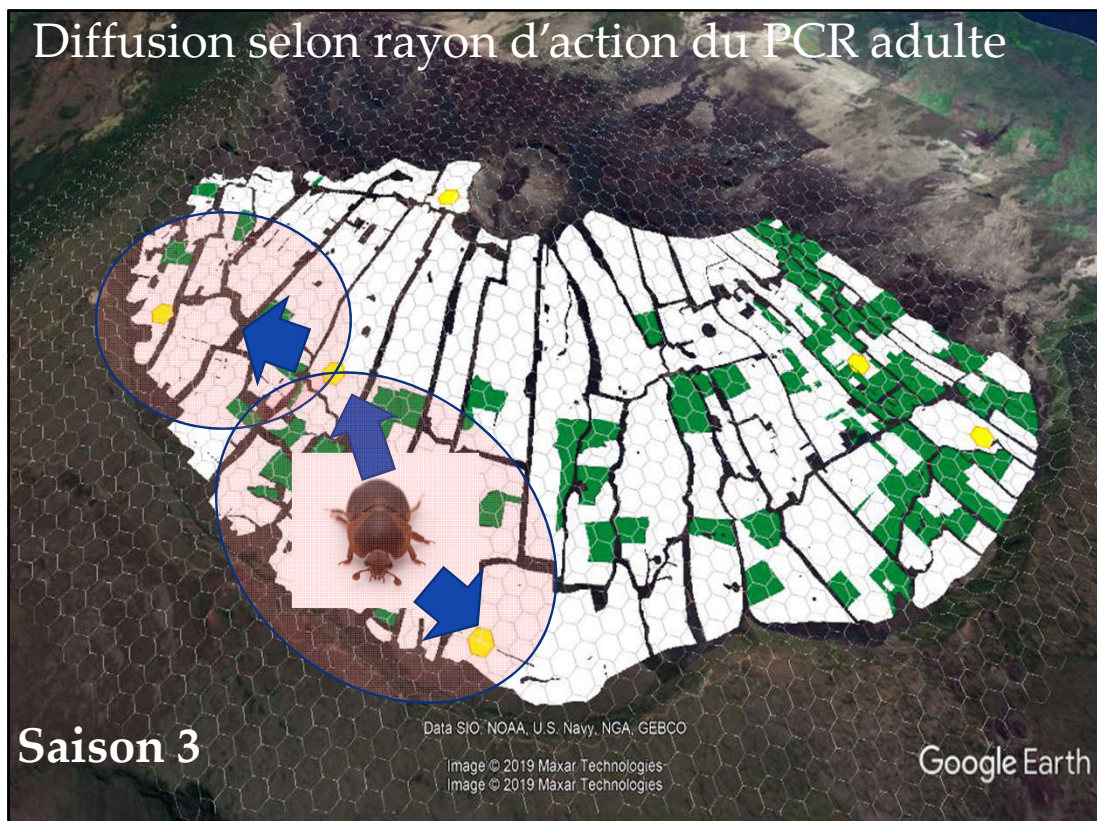 Diffusion selon rayon d’action du PCR adulte
Data SIO, NOAA, U.S. Navy, NGA, GEBCO
Saison 3
Image © 2019 Maxar Technologies
Image © 2019 Maxar Technologies
Google Earth